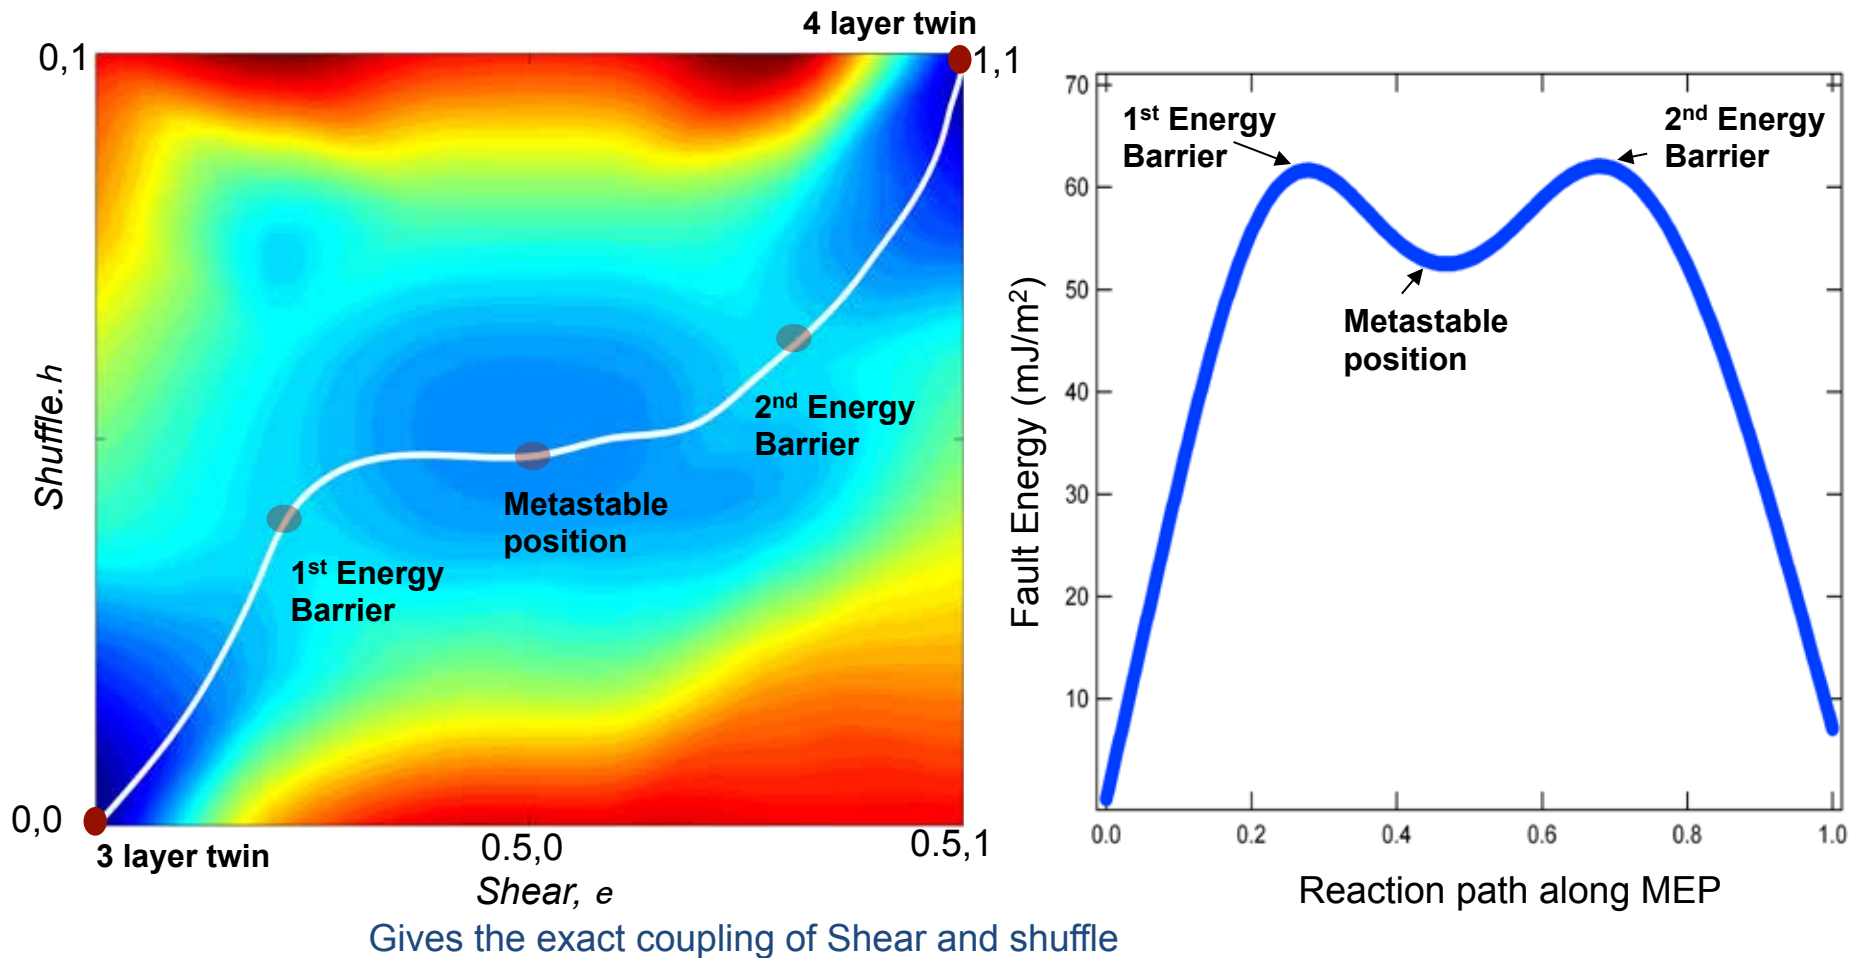 4 layer twin
0,1
1,1
Shuffle.h
1st Energy
Barrier
Metastable
position
2nd Energy
Barrier
0,0
3 layer twin
0.5,0
0.5,1
Shear, e
70
60
50
40
30
20
10
Fault Energy (mJ/m2)
1st Energy
Barrier
2nd Energy
Barrier
Metastable
position
0.0 0.2 0.4 0.6 0.8 1.0
Reaction path along MEP
Gives the exact coupling of Shear and shuffle